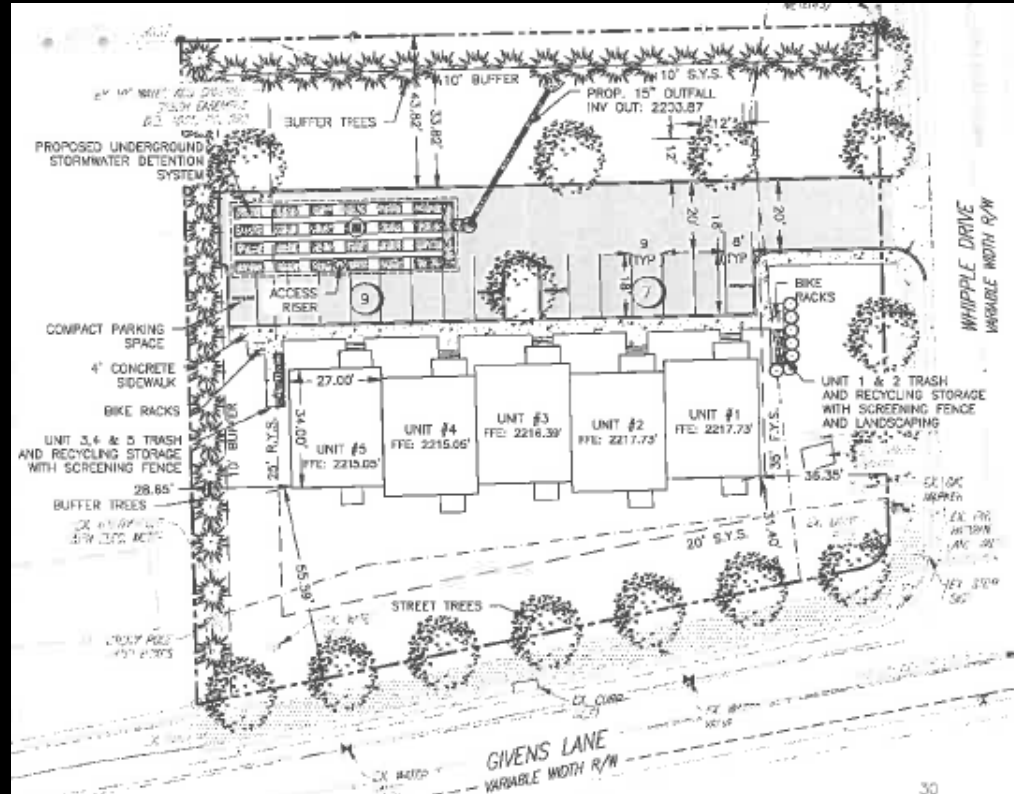 10' BUFFER
10' S.Y.S.
PROP. 15" OUTFALL
INV OUT: 2203.87
BUFFER TREES
43.82'
33.82'
12'
12'
PROPOSED UNDERGROUND
STORMWATER DETENTION
SYSTEM
20'
18'
20'
9
TYP
8'
TYP
18'
WHIPPLE DRIVE
VARIABLE WIDTH R/W
ACCESS
RISER
9
7
BIKE
RACKS
COMPACT PARKING
SPACE
4' CONCRETE
SIDEWALK
BIKE RACKS
27.00'
34.00'
UNIT #5
FFE: 2215.05'
UNIT #4
FFE: 2215.05'
UNIT #3
FFE: 2216.39'
UNIT #2
FFE: 2217.73'
UNIT #1
FFE: 2217.73'
UNIT 1 & 2 TRASH
AND RECYCLING STORAGE
WITH SCREENING FENCE
AND LANDSCAPING
UNIT 3,4 & 5 TRASH
AND RECYCLING STORAGE
WITH SCREENING FENCE
10' BUFFER
25' R.Y.S.
35' F.Y.S.
28.65'
36.35'
BUFFER TREES
31.40'
20' S.Y.S.
55.59'
STREET TREES
GIVENS LANE
VARIABLE WIDTH R/W
30